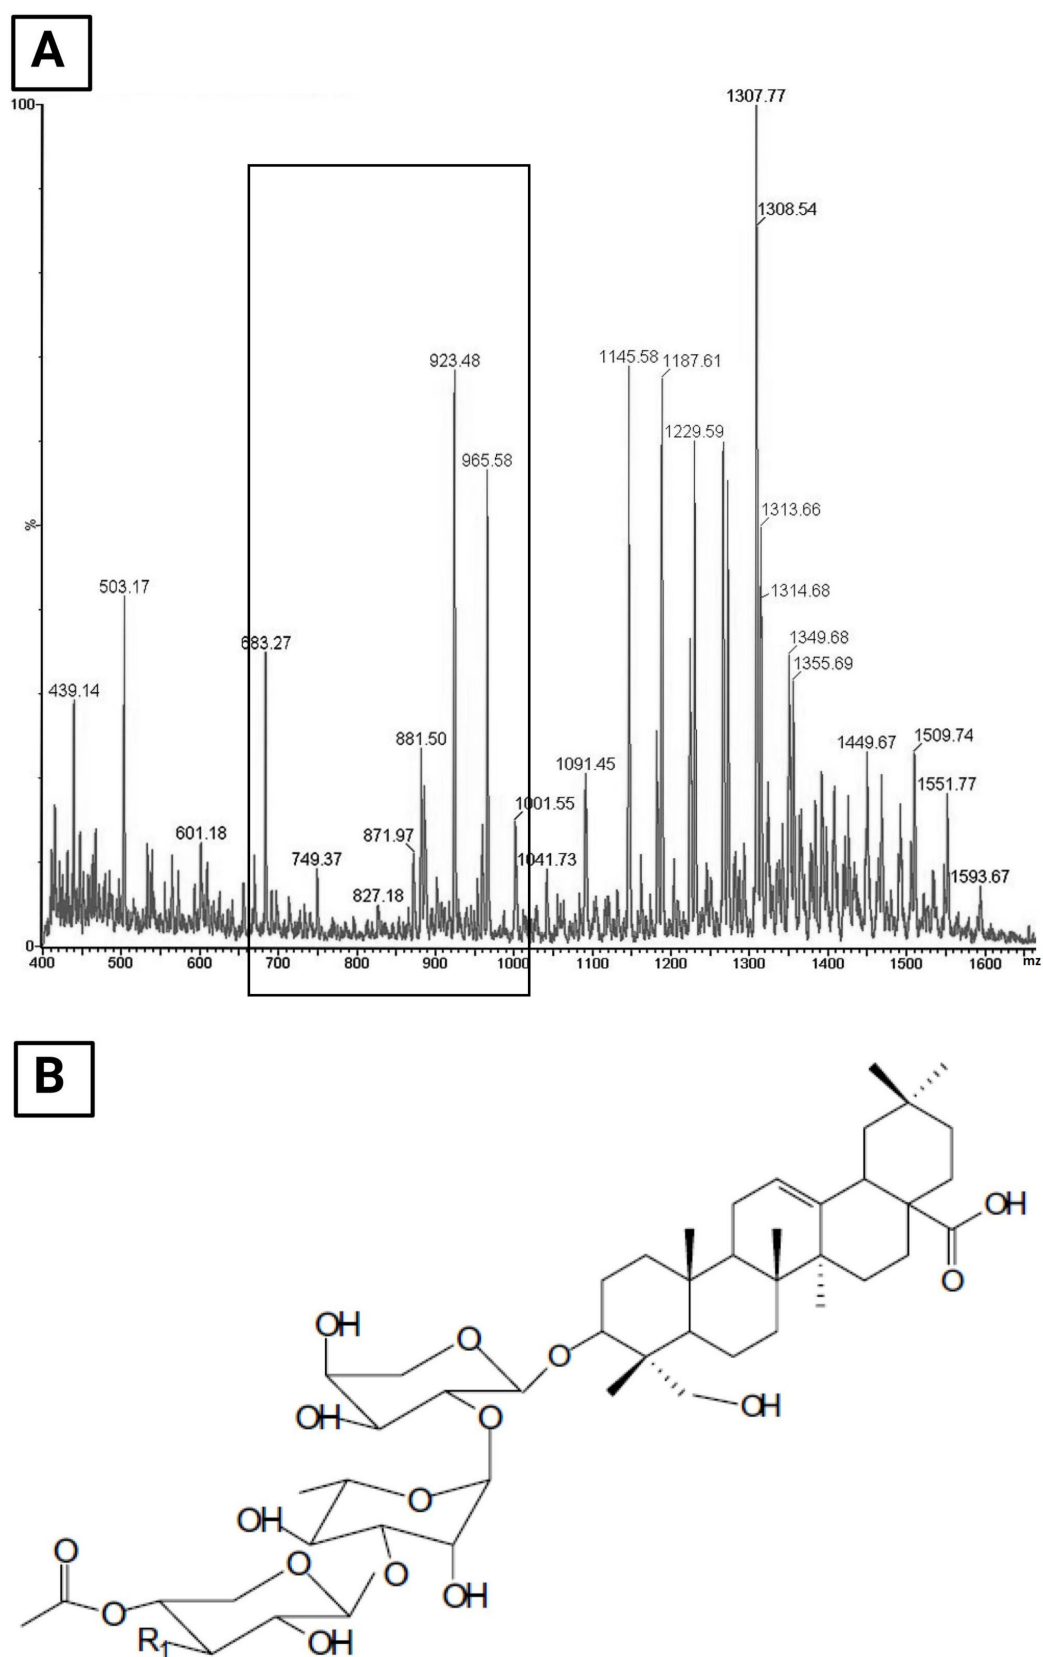 A
100
1307.77
1308.54
923.48
1145.58
1187.61
965.58
1229.59
1313.66
%
503.17
1314.68
683.27
1349.68
1355.69
439.14
881.50
1449.67
1509.74
1091.45
1551.77
1001.55
601.18
871.97
749.37
1041.73
827.18
1593.67
0
400 500 600 700 800 900 1000 1100 1200 1300 1400 1500 1600 mz
B
OH
O
OH
O
O
OH
OH
O
O
OH
O
O
O
OH
O
R1
OH